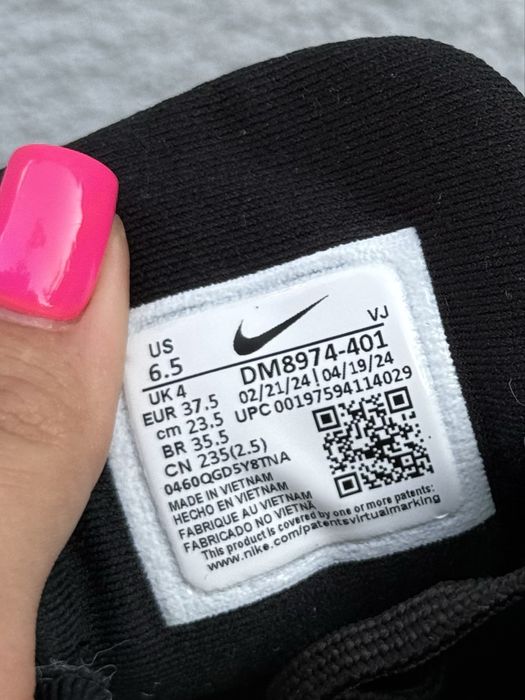 US
6.5
VJ
UK 4
DM8974-401
EUR 37.5
02/21/24 | 04/19/24
cm 23.5
UPC 00197594114029
BR 35.5
CN 235(2.5)
0460QGD5Y8TNA
MADE IN VIETNAM
HECHO EN VIETNAM
FABRIQUE AU VIETNAM
FABRICADO NO VIETNÃ
This product is covered by one or more patents:
www.nike.com/patentsvirtualmarking